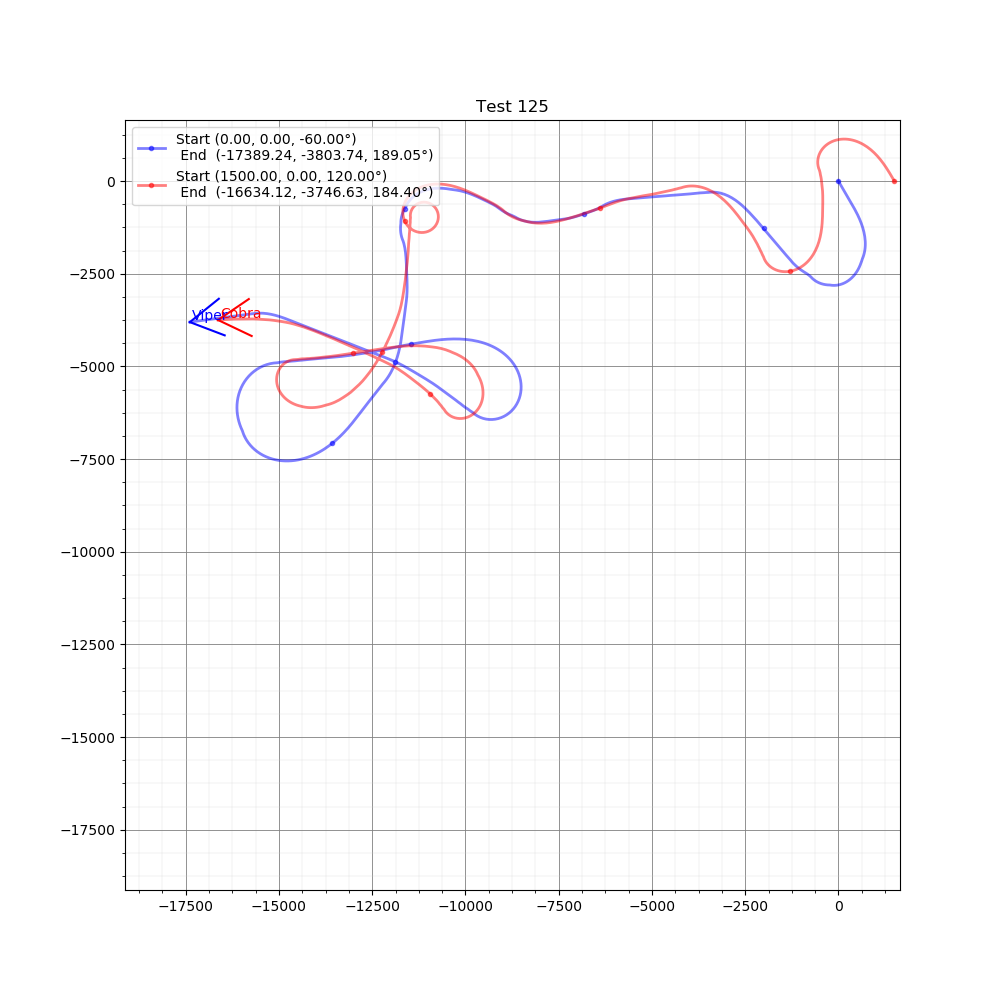 Test 125
Start (0.00, 0.00, -60.00°)
End (-17389.24, -3803.74, 189.05°)
Start (1500.00, 0.00, 120.00°)
End (-16634.12, -3746.63, 184.40°)
0
−2500
−5000
−7500
−10000
−12500
−15000
−17500
Viper
Cobra
−17500 −15000 −12500 −10000 −7500 −5000 −2500 0